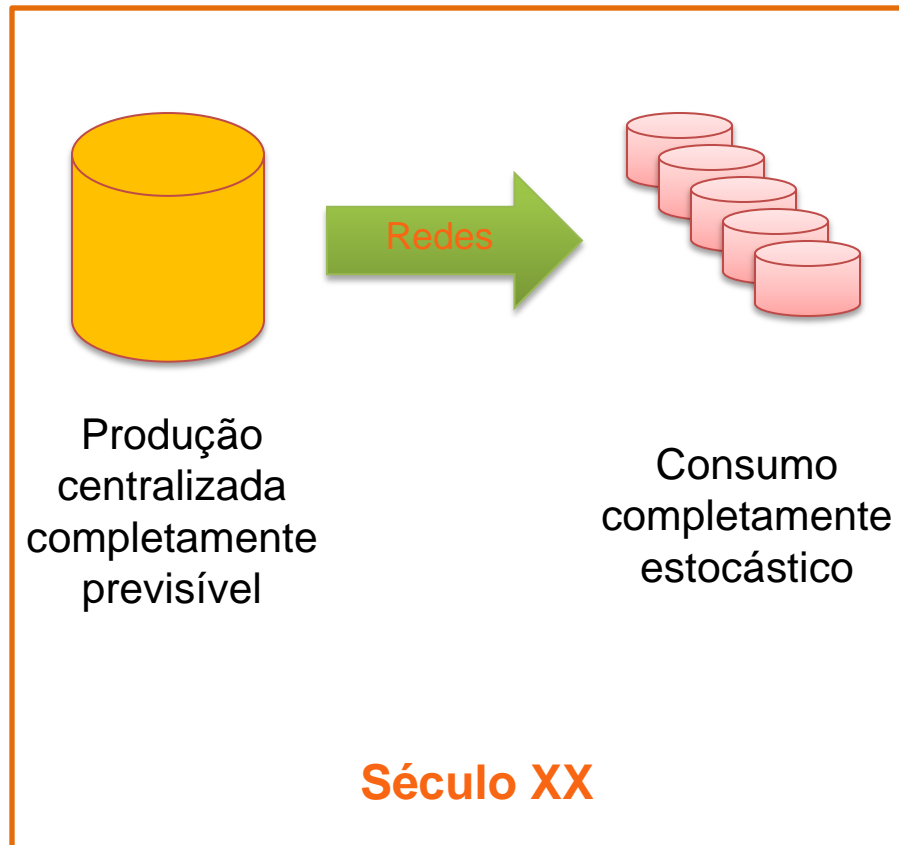 Redes
Produção
centralizada
completamente
previsível
Consumo
completamente
estocástico
Século XX